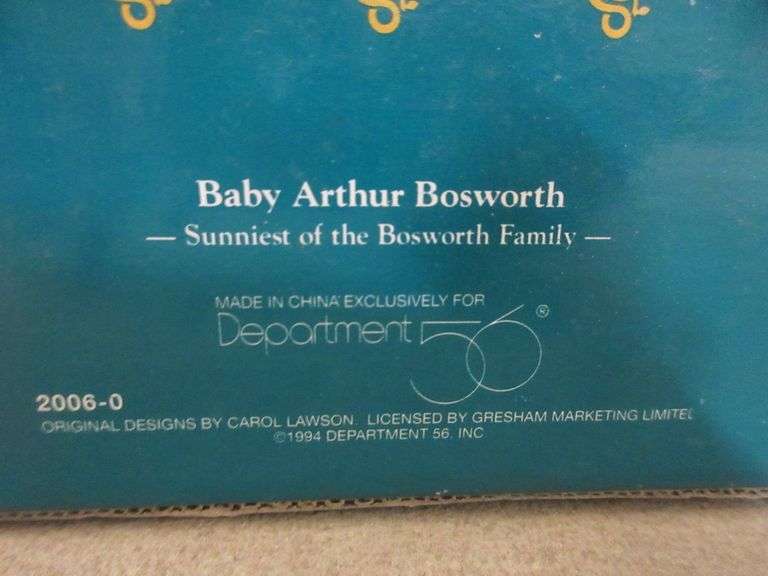 Baby Arthur Bosworth
— Sunniest of the Bosworth Family —
MADE IN CHINA EXCLUSIVELY FOR
Department 56®
2006-0
ORIGINAL DESIGNS BY CAROL LAWSON. LICENSED BY GRESHAM MARKETING LIMITE
©1994 DEPARTMENT 56. INC